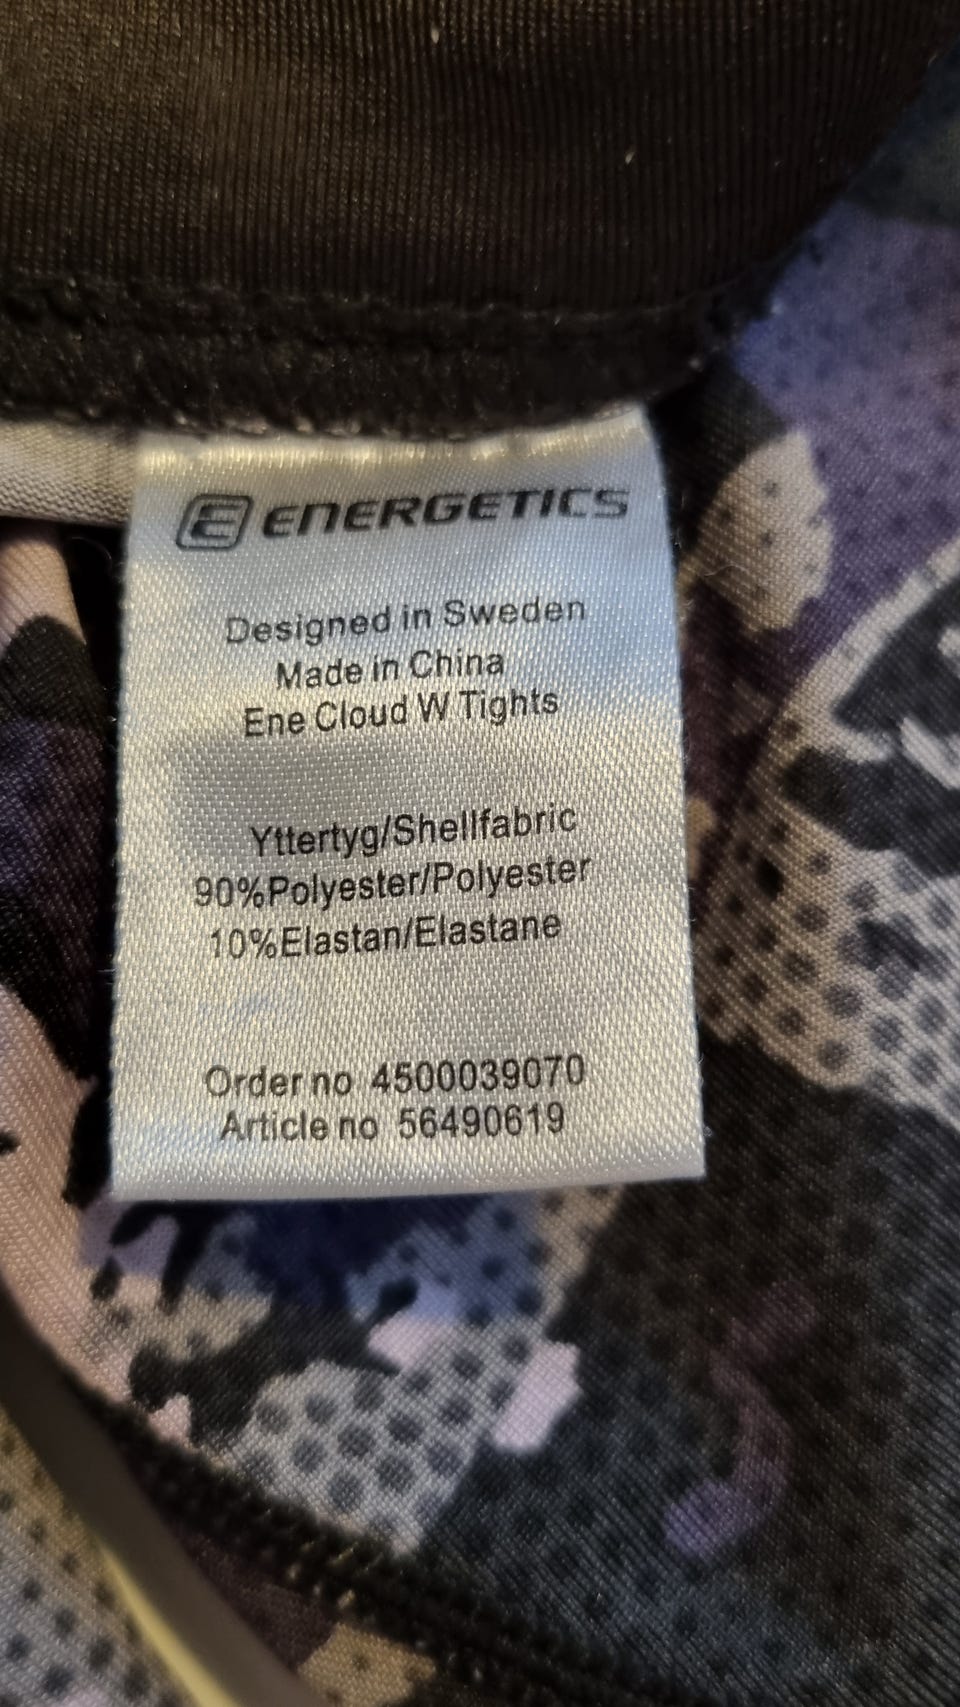 ENERGETICS
Designed in Sweden
Made in China
Ene Cloud W Tights
Yttertyg/Shellfabric
90%Polyester/Polyester
10%Elastan/Elastane
Order no 4500039070
Article no 56490619